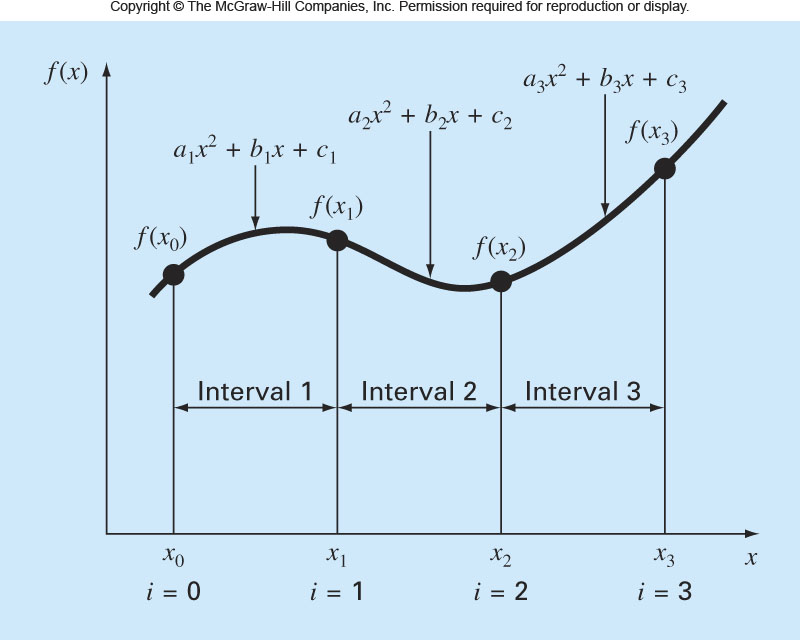 Copyright © The McGraw-Hill Companies, Inc. Permission required for reproduction or display.
f(x)
a₃x² + b₃x + c₃
a₂x² + b₂x + c₂
f(x₃)
a₁x² + b₁x + c₁
f(x₁)
f(x₀)
f(x₂)
Interval 1
Interval 2
Interval 3
x₀
x₁
x₂
x₃
x
i = 0
i = 1
i = 2
i = 3